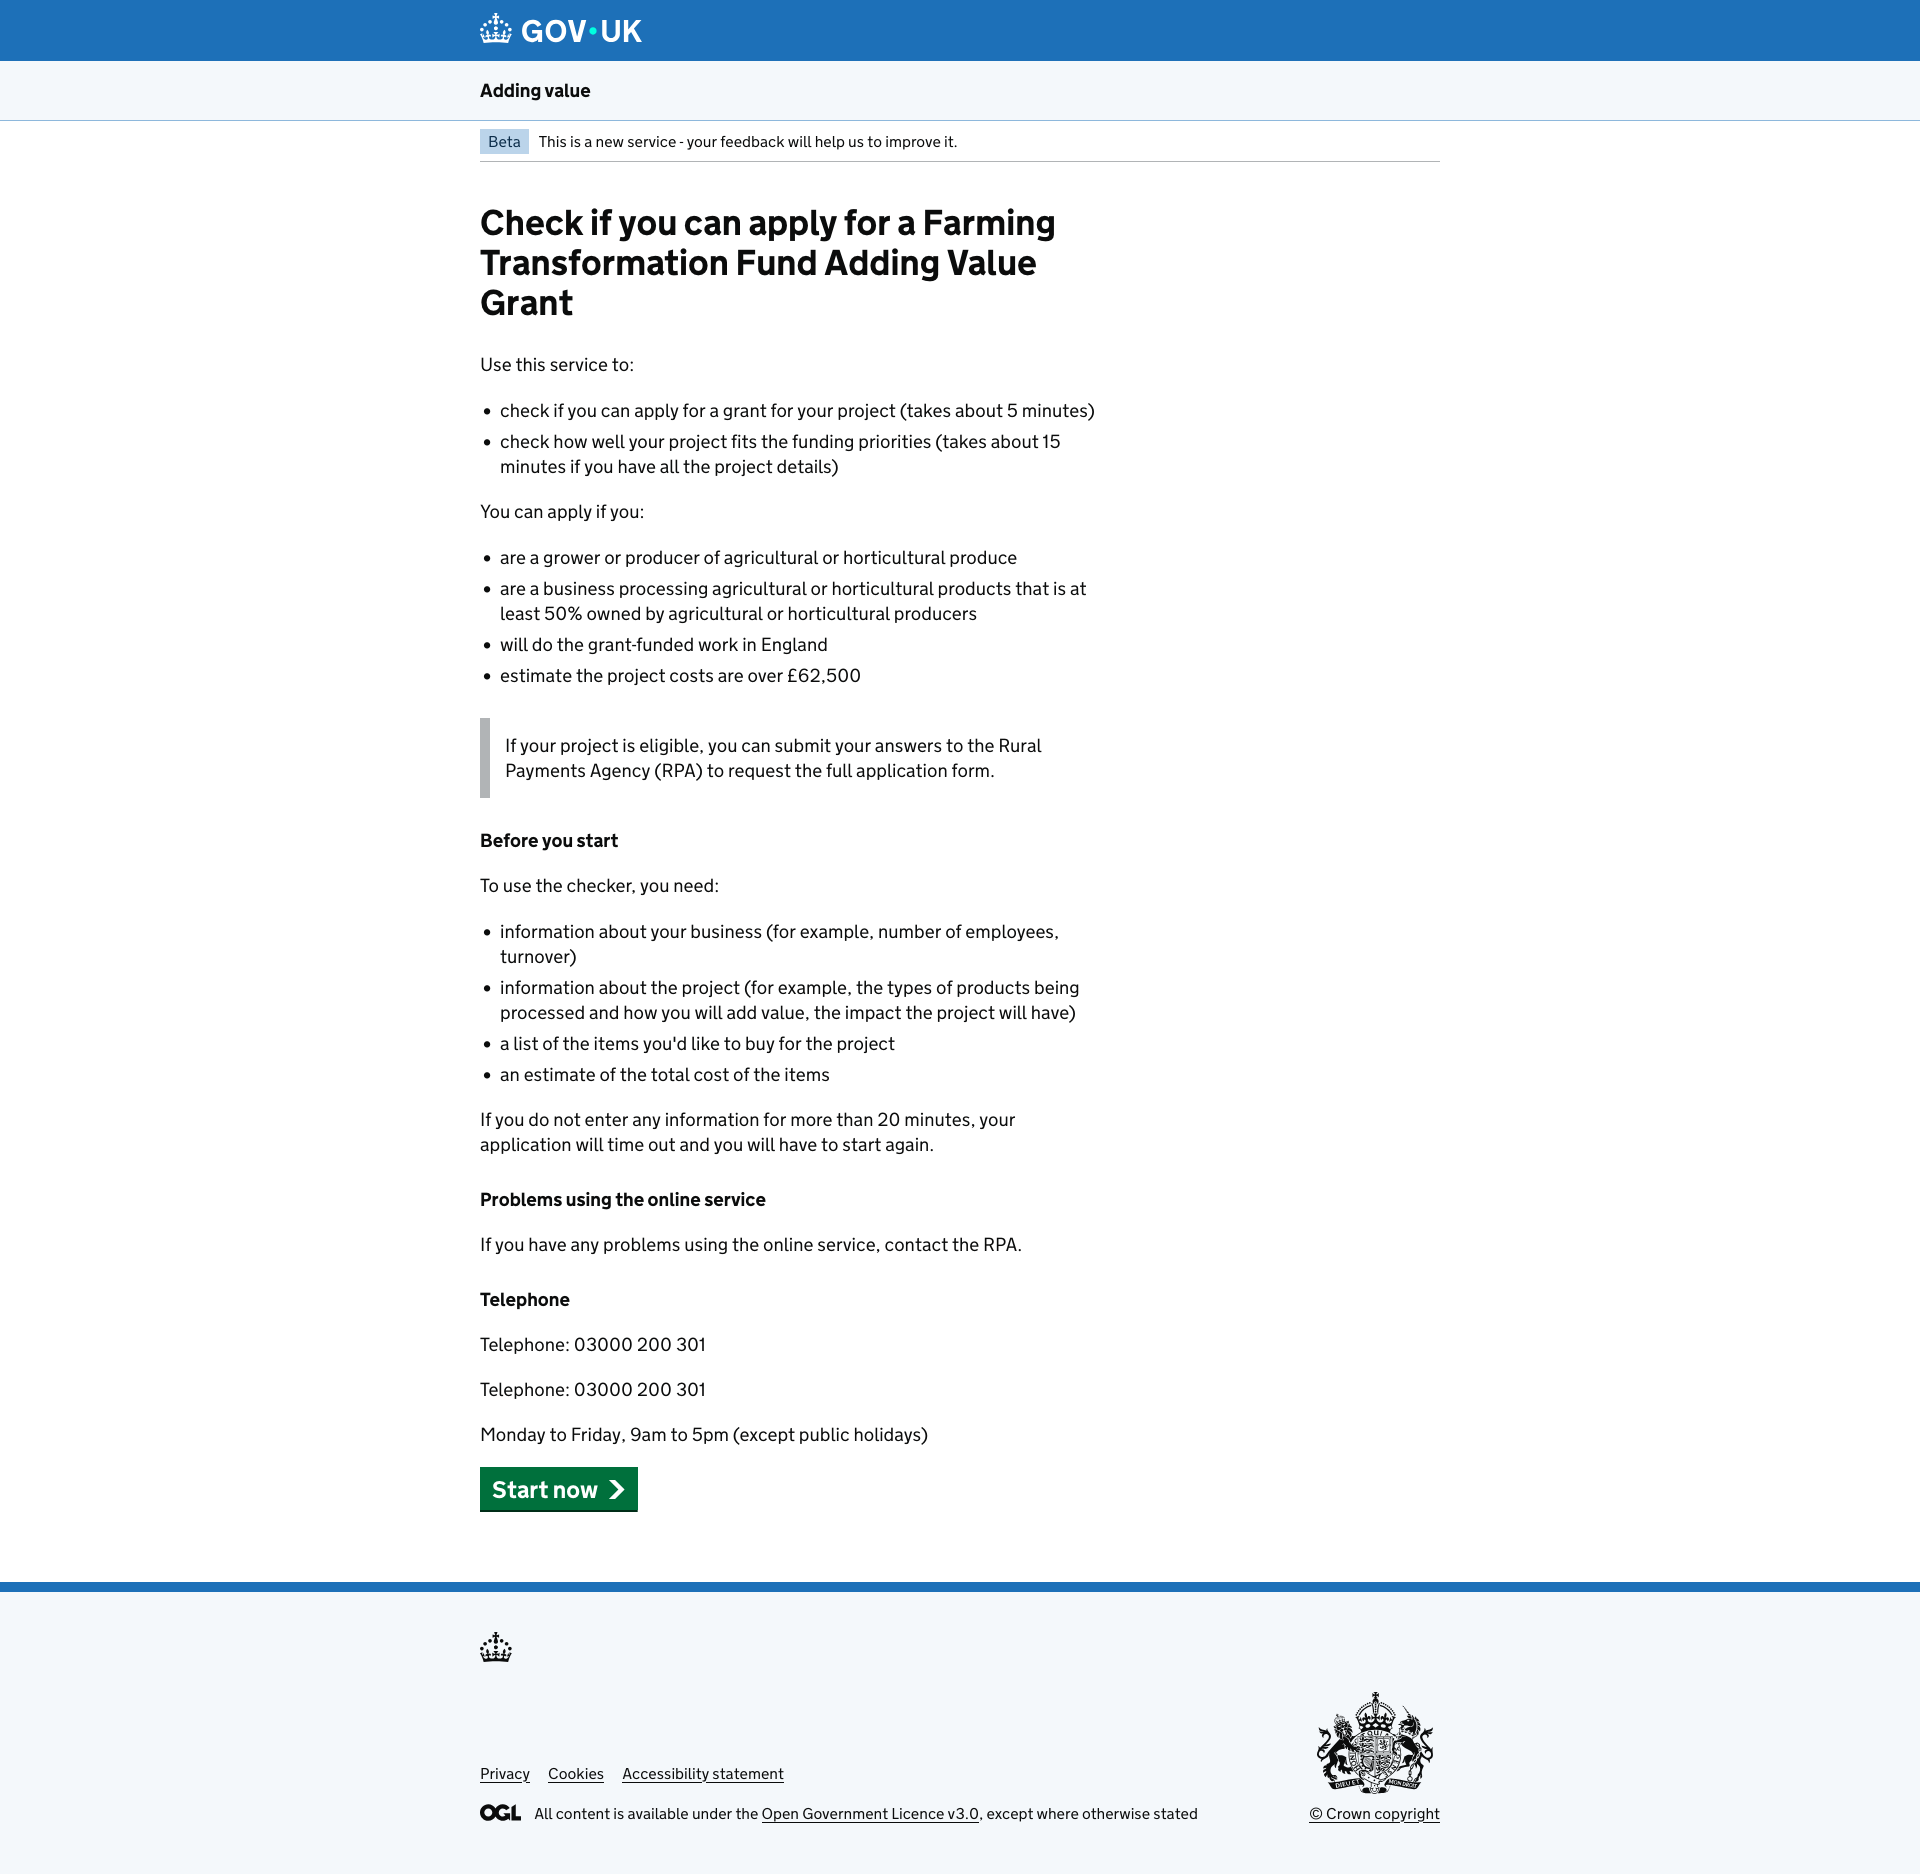 GOV•UK
Adding value
Beta This is a new service - your feedback will help us to improve it.
Check if you can apply for a Farming
Transformation Fund Adding Value
Grant
Use this service to:
• check if you can apply for a grant for your project (takes about 5 minutes)
• check how well your project fits the funding priorities (takes about 15
minutes if you have all the project details)
You can apply if you:
• are a grower or producer of agricultural or horticultural produce
• are a business processing agricultural or horticultural products that is at
least 50% owned by agricultural or horticultural producers
• will do the grant-funded work in England
• estimate the project costs are over £62,500
If your project is eligible, you can submit your answers to the Rural
Payments Agency (RPA) to request the full application form.
Before you start
To use the checker, you need:
• information about your business (for example, number of employees,
turnover)
• information about the project (for example, the types of products being
processed and how you will add value, the impact the project will have)
• a list of the items you'd like to buy for the project
• an estimate of the total cost of the items
If you do not enter any information for more than 20 minutes, your
application will time out and you will have to start again.
Problems using the online service
If you have any problems using the online service, contact the RPA.
Telephone
Telephone: 03000 200 301
Telephone: 03000 200 301
Monday to Friday, 9am to 5pm (except public holidays)
Start now
Privacy Cookies Accessibility statement
DIEU ET MON DROIT
OGL All content is available under the Open Government Licence v3.0, except where otherwise stated
© Crown copyright